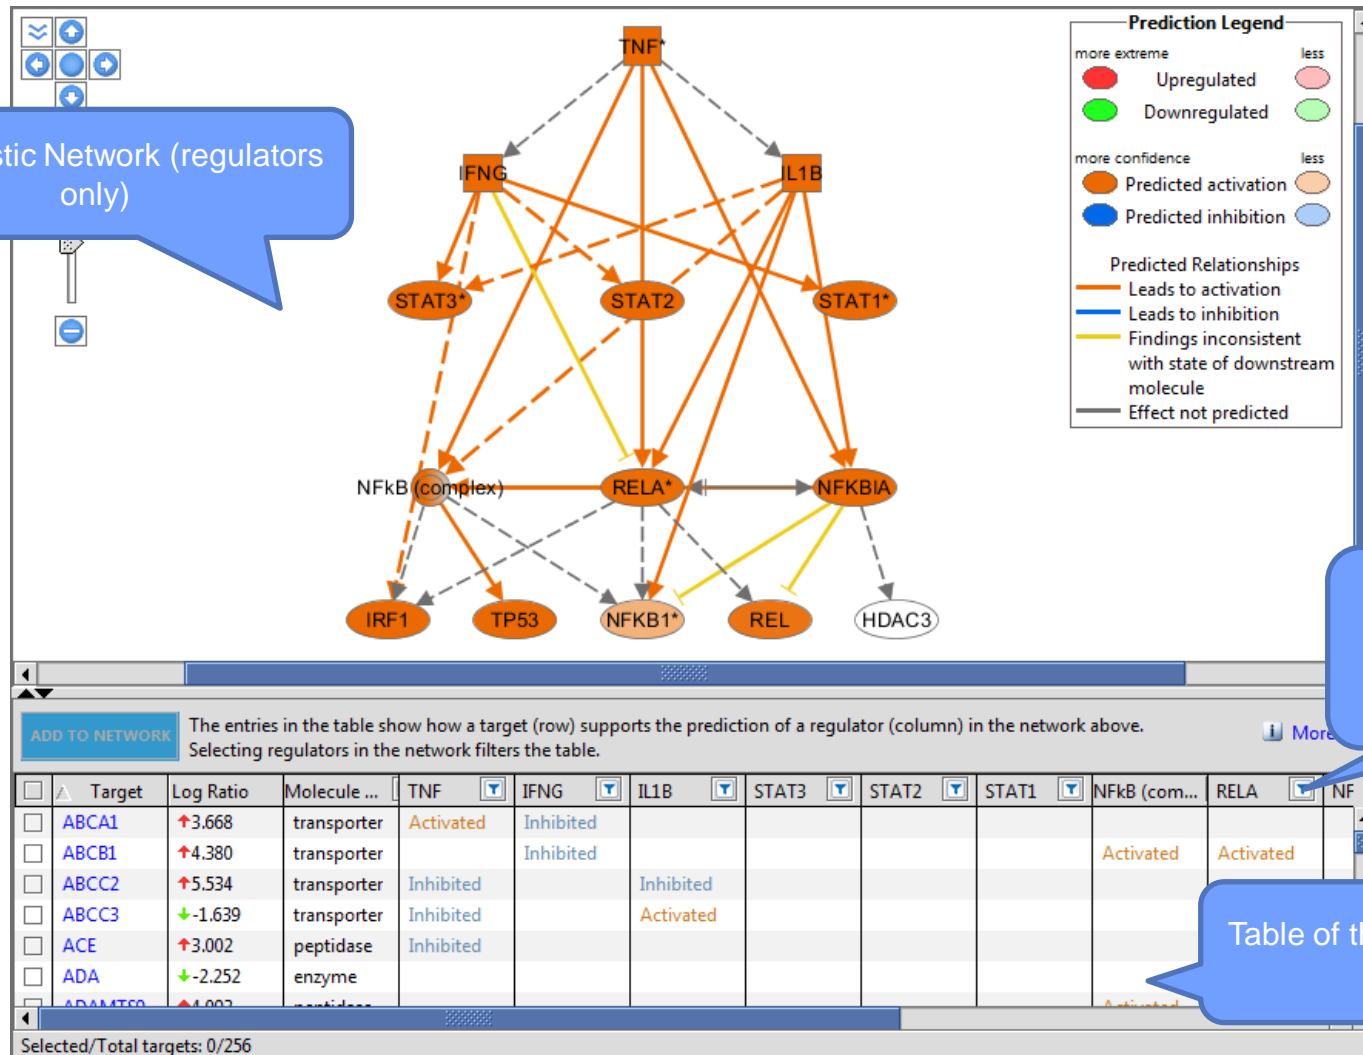 TNF*
IFNG
IL1B
STAT3*
STAT2
STAT1*
NFkB (complex)
RELA*
NFKBIA
IRF1
TP53
NFKB1*
REL
HDAC3
Prediction Legend
more extreme less
Upregulated
Downregulated
more confidence less
Predicted activation
Predicted inhibition
Predicted Relationships
Leads to activation
Leads to inhibition
Findings inconsistent
with state of downstream
molecule
Effect not predicted
stic Network (regulators
only)
ADD TO NETWORK
The entries in the table show how a target (row) supports the prediction of a regulator (column) in the network above.
Selecting regulators in the network filters the table.
More
Target Log Ratio Molecule ... TNF IFNG IL1B STAT3 STAT2 STAT1 NFkB (com... RELA NF
ABCA1 3.668 transporter Activated Inhibited
ABCB1 4.380 transporter Inhibited Activated Activated
ABCC2 5.534 transporter Inhibited Inhibited
ABCC3 -1.639 transporter Inhibited Activated
ACE 3.002 peptidase Inhibited
ADA -2.252 enzyme
Table of th
Selected/Total targets: 0/256